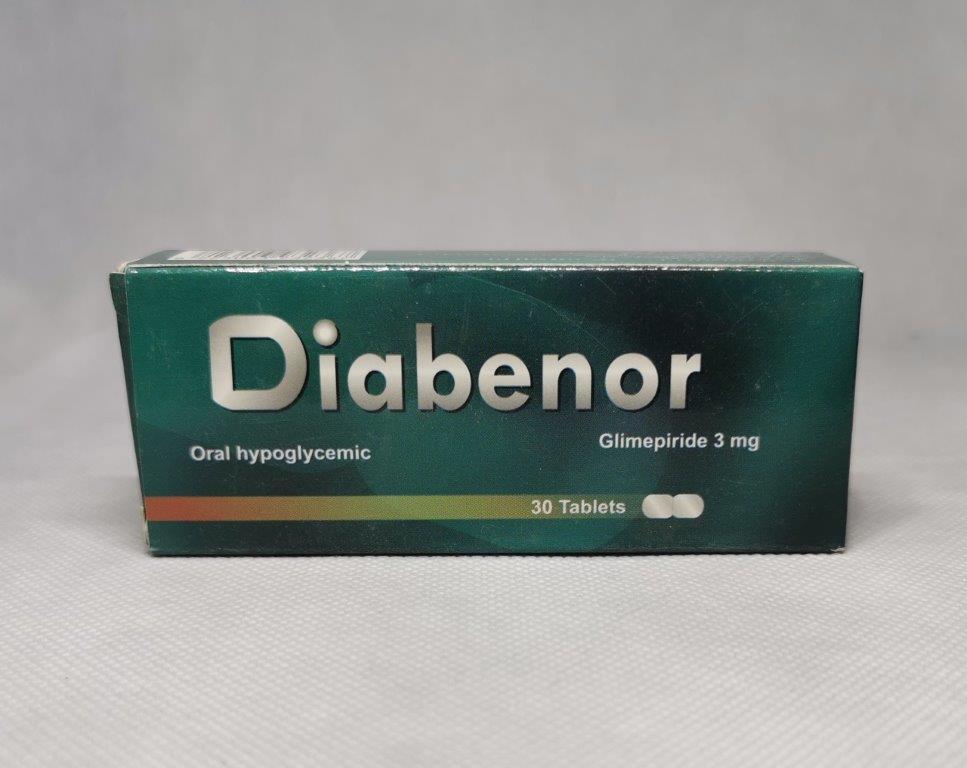 Diabenor
Oral hypoglycemic
Glimepiride 3 mg
30 Tablets